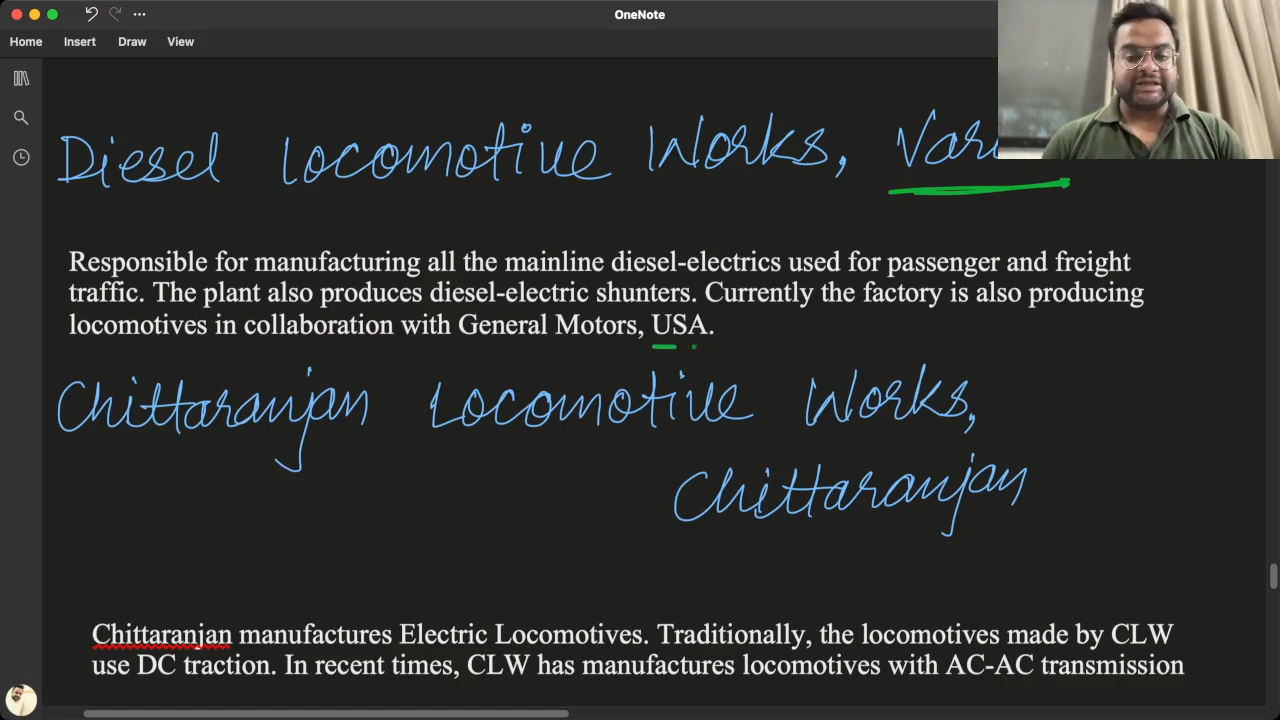 OneNote
Home Insert Draw View
Diesel Locomotive Works,
Responsible for manufacturing all the mainline diesel-electrics used for passenger and freight
traffic. The plant also produces diesel-electric shunters. Currently the factory is also producing
locomotives in collaboration with General Motors, USA.
Chittaranjan Locomotive Works,
Chittaranjan
Chittaranjan manufactures Electric Locomotives. Traditionally, the locomotives made by CLW
use DC traction. In recent times, CLW has manufactures locomotives with AC-AC transmission